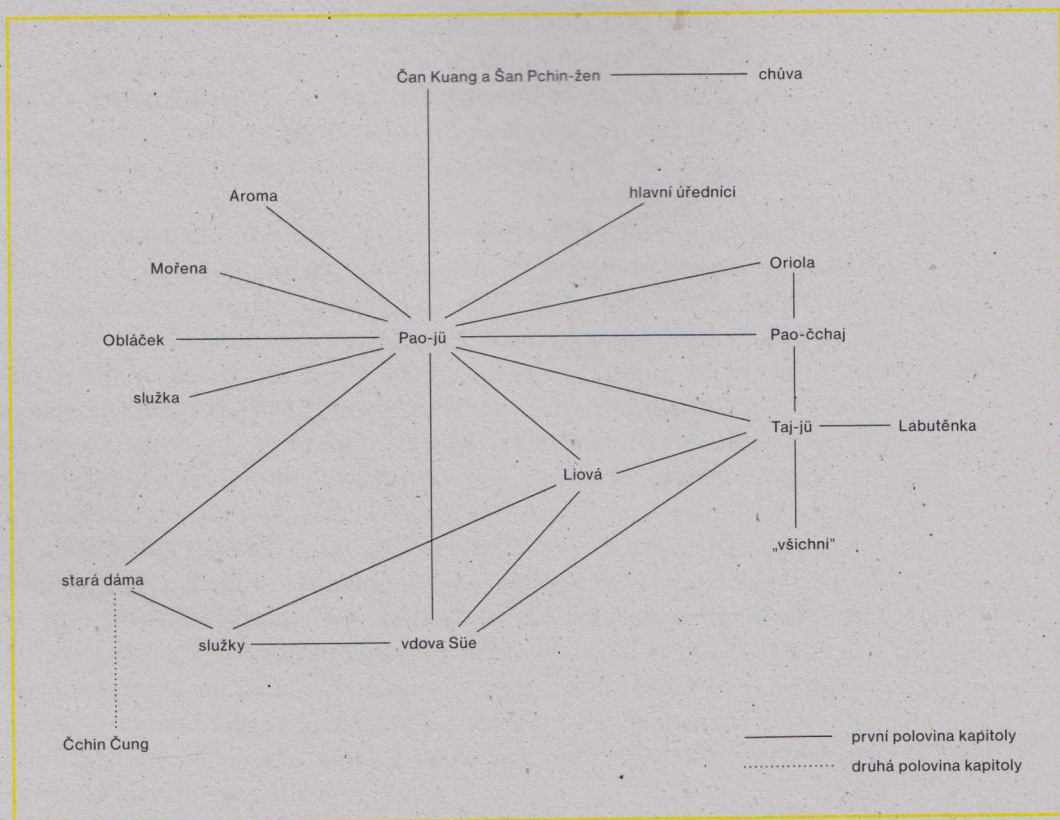 Čan Kuang a Šan Pchin-žen
chůva
Aroma
hlavní úředníci
Mořena
Oriola
Obláček
Pao-jü
Pao-čchaj
služka
Taj-jü
Labutěnka
Liová
„všichni“
stará dáma
služky
vdova Süe
Čchin Čung
první polovina kapitoly
druhá polovina kapitoly